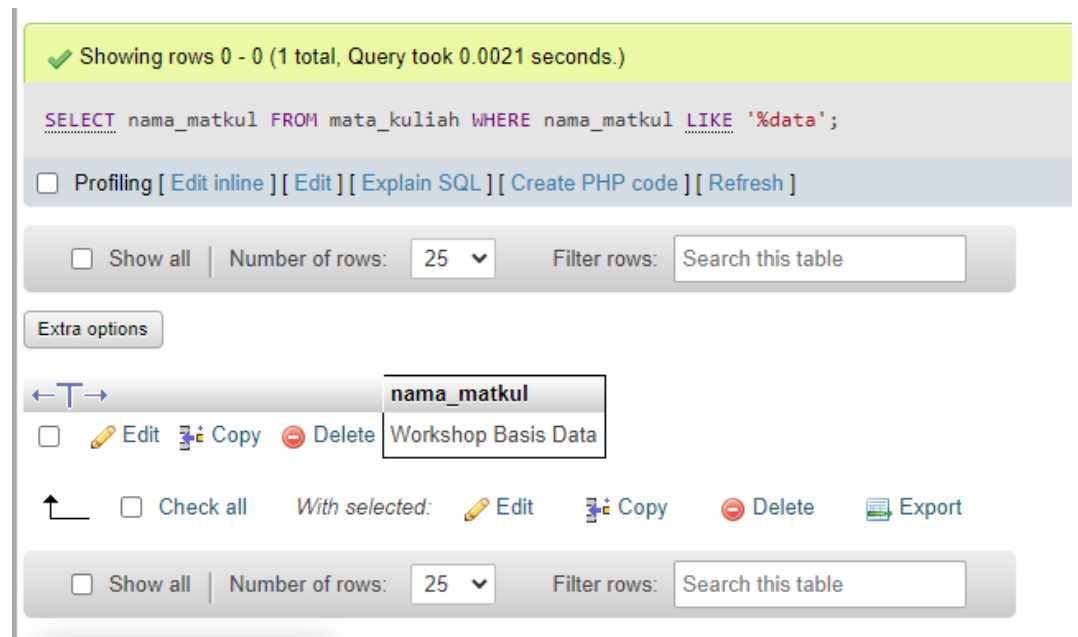 Showing rows 0 - 0 (1 total, Query took 0.0021 seconds.)
SELECT nama_matkul FROM mata_kuliah WHERE nama_matkul LIKE '%data';
Profiling [ Edit inline ] [ Edit ] [ Explain SQL ] [ Create PHP code ] [ Refresh ]
Show all | Number of rows: 25 Filter rows: Search this table
Extra options
nama_matkul
Edit Copy Delete Workshop Basis Data
Check all With selected: Edit Copy Delete Export
Show all | Number of rows: 25 Filter rows: Search this table